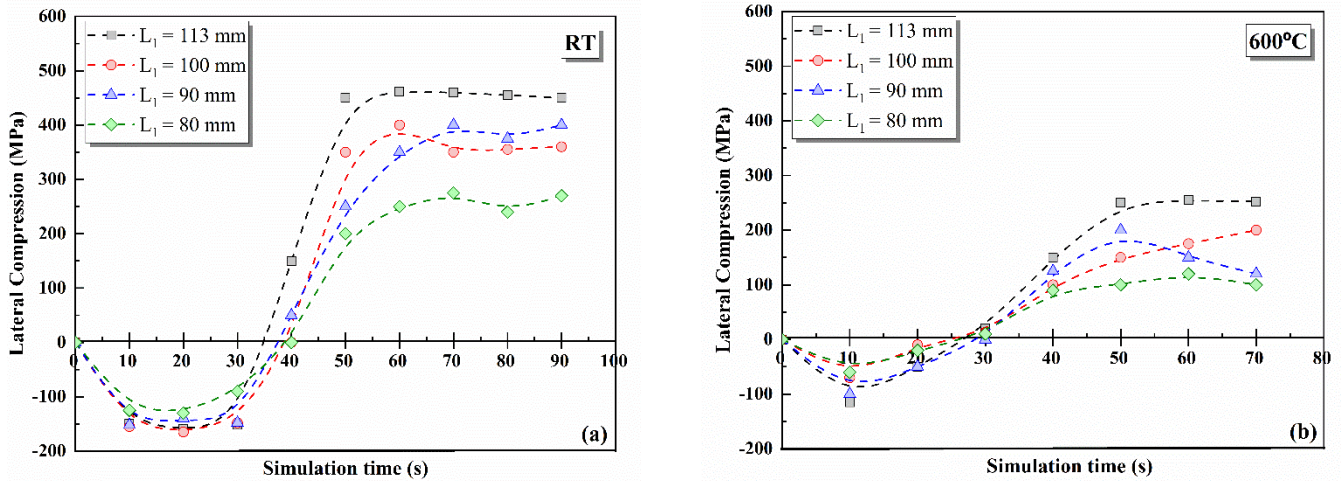 600
500
400
300
200
100
0
-100
-200
Lateral Compression (MPa)
L₁ = 113 mm
L₁ = 100 mm
L₁ = 90 mm
L₁ = 80 mm
RT
0 10 20 30 40 50 60 70 80 90 100
(a)
Simulation time (s)
600
500
400
300
200
100
0
-100
-200
Lateral Compression (MPa)
L₁ = 113 mm
L₁ = 100 mm
L₁ = 90 mm
L₁ = 80 mm
600°C
0 10 20 30 40 50 60 70 80
(b)
Simulation time (s)